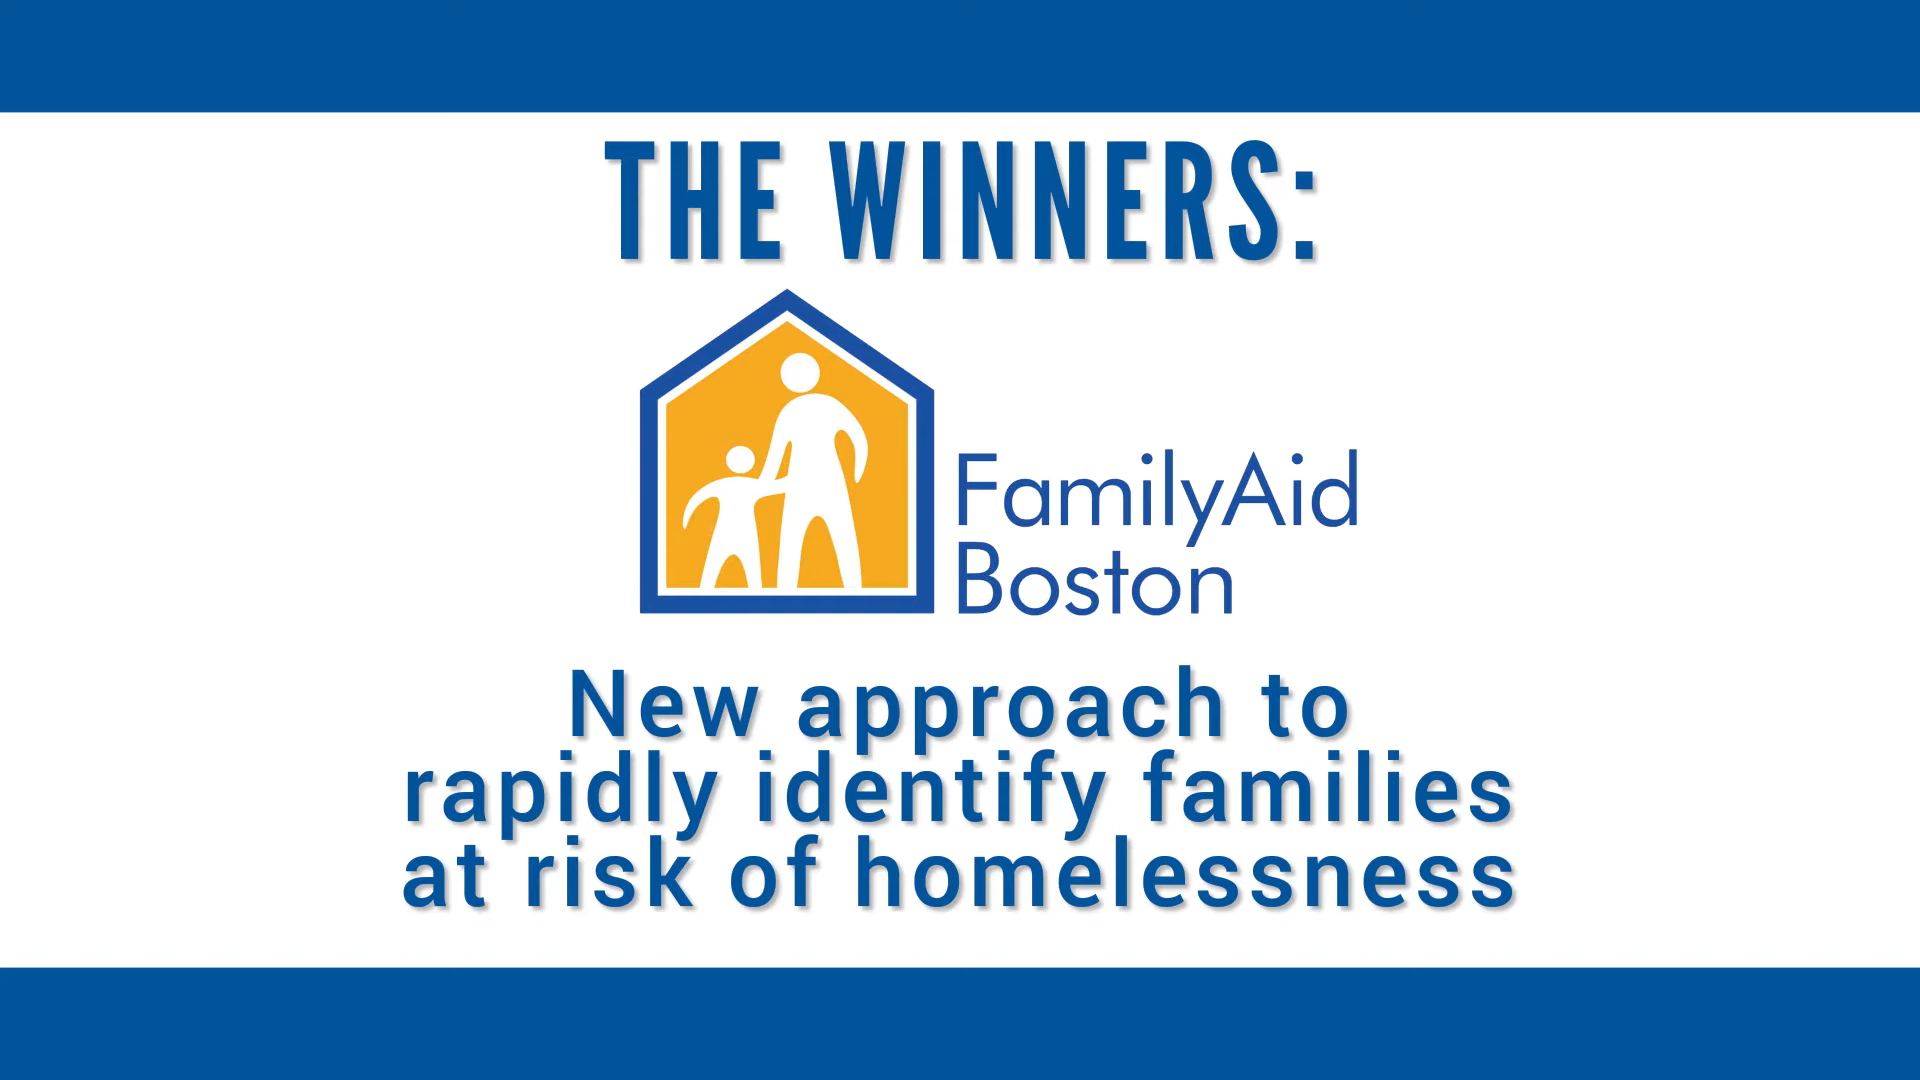 THE WINNERS:
FamilyAid
Boston
New approach to
rapidly identify families
at risk of homelessness